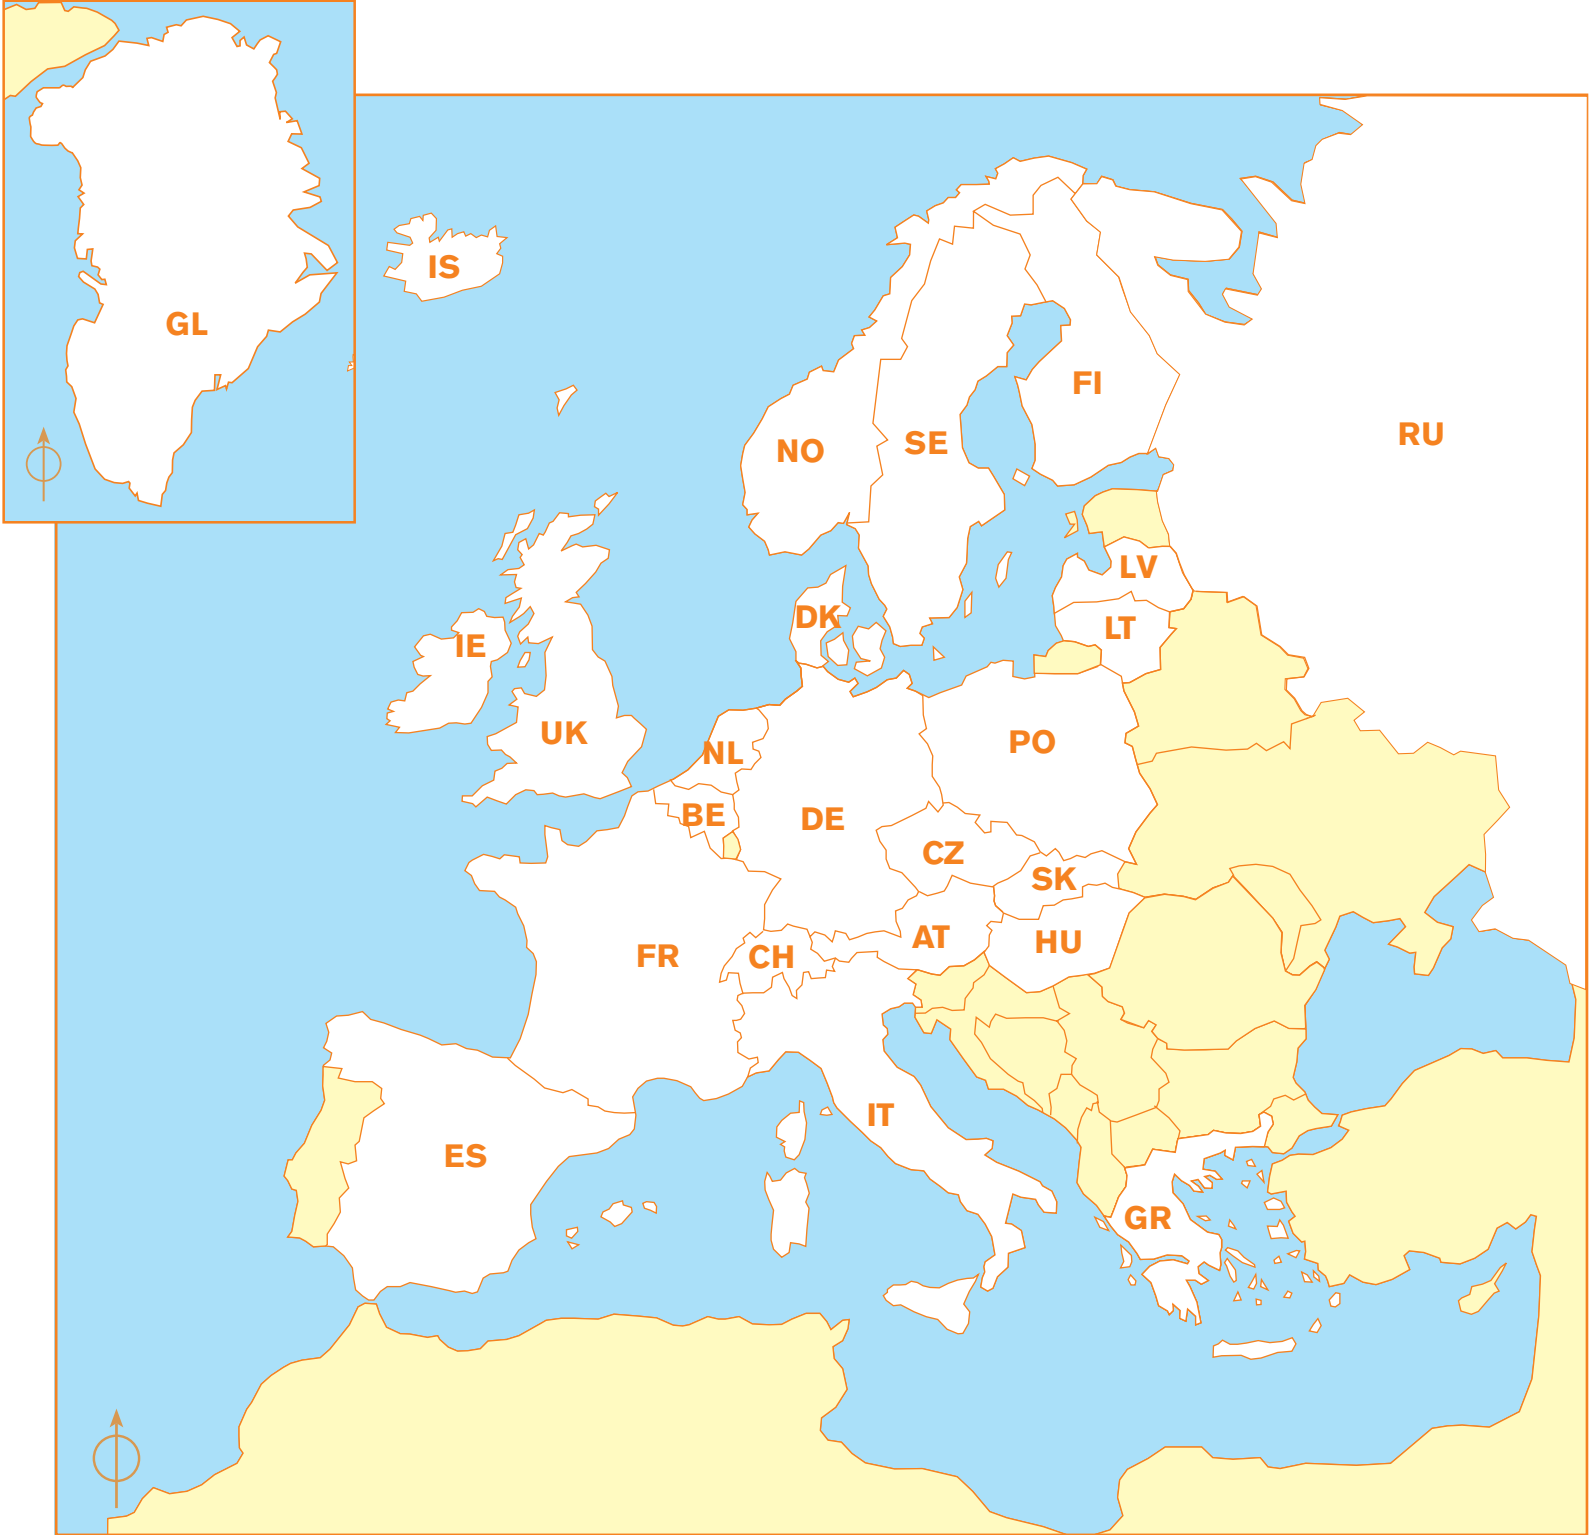 GL
IS
NO
SE
FI
RU
LV
LT
DK
IE
UK
NL
PO
BE
DE
CZ
SK
AT
HU
FR
CH
IT
ES
GR